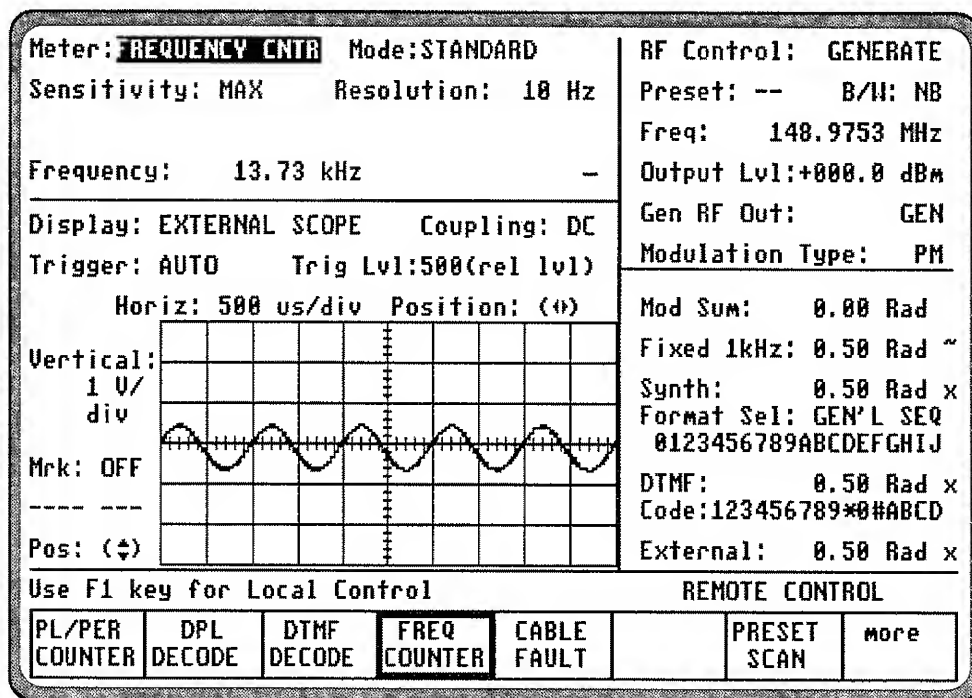 Meter:FREQUENCY CNTR Mode:STANDARD
Sensitivity: MAX Resolution: 10 Hz
Frequency: 13.73 kHz –
Display: EXTERNAL SCOPE Coupling: DC
Trigger: AUTO Trig Lvl:500(rel lvl)
Horiz: 500 us/div Position: (◆)
Vertical:
1 V/
div
Mrk: OFF
---- ---
Pos: (♦)
RF Control: GENERATE
Preset: -- B/W: NB
Freq: 148.9753 MHz
Output Lvl:+000.0 dBm
Gen RF Out: GEN
Modulation Type: PM
Mod Sum: 0.00 Rad
Fixed 1kHz: 0.50 Rad ~
Synth: 0.50 Rad x
Format Sel: GEN'L SEQ
0123456789ABCDEFGHIJ
DTMF: 0.50 Rad x
Code:123456789*0#ABCD
External: 0.50 Rad x
Use F1 key for Local Control REMOTE CONTROL
PL/PER COUNTER
DPL DECODE
DTMF DECODE
FREQ COUNTER
CABLE FAULT
PRESET SCAN
more